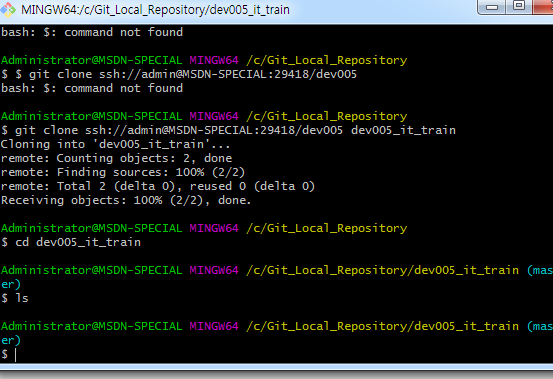 MINGW64:/c/Git_Local_Repository/dev005_it_train
bash: $: command not found
Administrator@MSDN-SPECIAL MINGW64 /c/Git_Local_Repository
$ $ git clone ssh://admin@MSDN-SPECIAL:29418/dev005
bash: $: command not found
Administrator@MSDN-SPECIAL MINGW64 /c/Git_Local_Repository
$ git clone ssh://admin@MSDN-SPECIAL:29418/dev005 dev005_it_train
Cloning into 'dev005_it_train'...
remote: Counting objects: 2, done
remote: Finding sources: 100% (2/2)
remote: Total 2 (delta 0), reused 0 (delta 0)
Receiving objects: 100% (2/2), done.
Administrator@MSDN-SPECIAL MINGW64 /c/Git_Local_Repository
$ cd dev005_it_train
Administrator@MSDN-SPECIAL MINGW64 /c/Git_Local_Repository/dev005_it_train (mas
er)
$ ls
Administrator@MSDN-SPECIAL MINGW64 /c/Git_Local_Repository/dev005_it_train (mas
er)
$